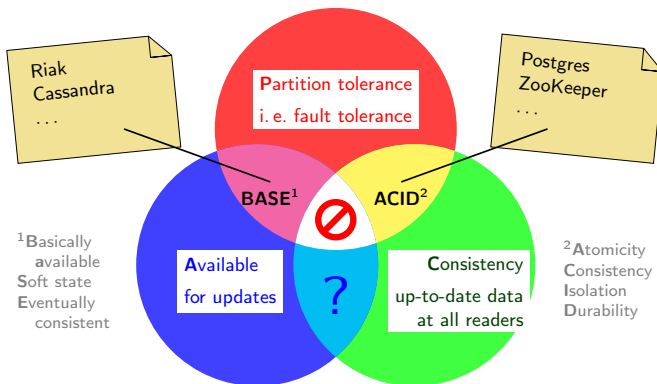 Riak
Cassandra
. . .
Postgres
ZooKeeper
. . .
Partition tolerance
i. e. fault tolerance
BASE¹
ACID²
Available
for updates
?
Consistency
up-to-date data
at all readers
¹Basically
available
Soft state
Eventually
consistent
²Atomicity
Consistency
Isolation
Durability